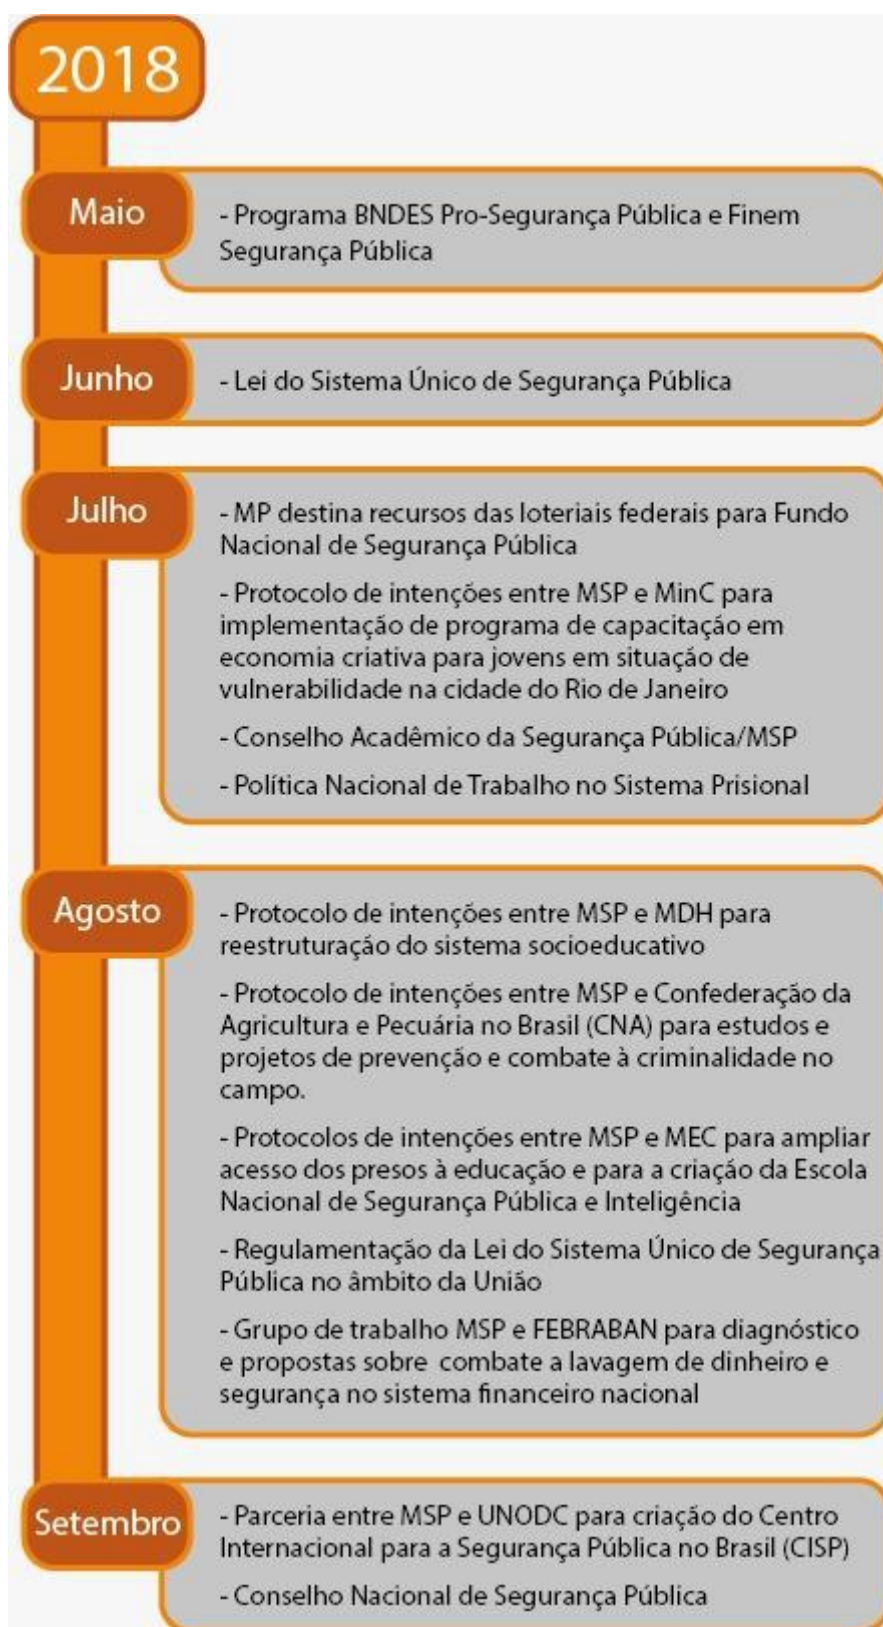 2018
Maio
- Programa BNDES Pro-Segurança Pública e Finem
Segurança Pública
Junho
- Lei do Sistema Único de Segurança Pública
Julho
- MP destina recursos das loteriais federais para Fundo
Nacional de Segurança Pública
- Protocolo de intenções entre MSP e MinC para
implementação de programa de capacitação em
economia criativa para jovens em situação de
vulnerabilidade na cidade do Rio de Janeiro
- Conselho Acadêmico da Segurança Pública/MSP
- Política Nacional de Trabalho no Sistema Prisional
Agosto
- Protocolo de intenções entre MSP e MDH para
reestruturação do sistema socioeducativo
- Protocolo de intenções entre MSP e Confederação da
Agricultura e Pecuária no Brasil (CNA) para estudos e
projetos de prevenção e combate à criminalidade no
campo.
- Protocolos de intenções entre MSP e MEC para ampliar
acesso dos presos à educação e para a criação da Escola
Nacional de Segurança Pública e Inteligência
- Regulamentação da Lei do Sistema Único de Segurança
Pública no âmbito da União
- Grupo de trabalho MSP e FEBRABAN para diagnóstico
e propostas sobre combate a lavagem de dinheiro e
segurança no sistema financeiro nacional
Setembro
- Parceria entre MSP e UNODC para criação do Centro
Internacional para a Segurança Pública no Brasil (CISP)
- Conselho Nacional de Segurança Pública